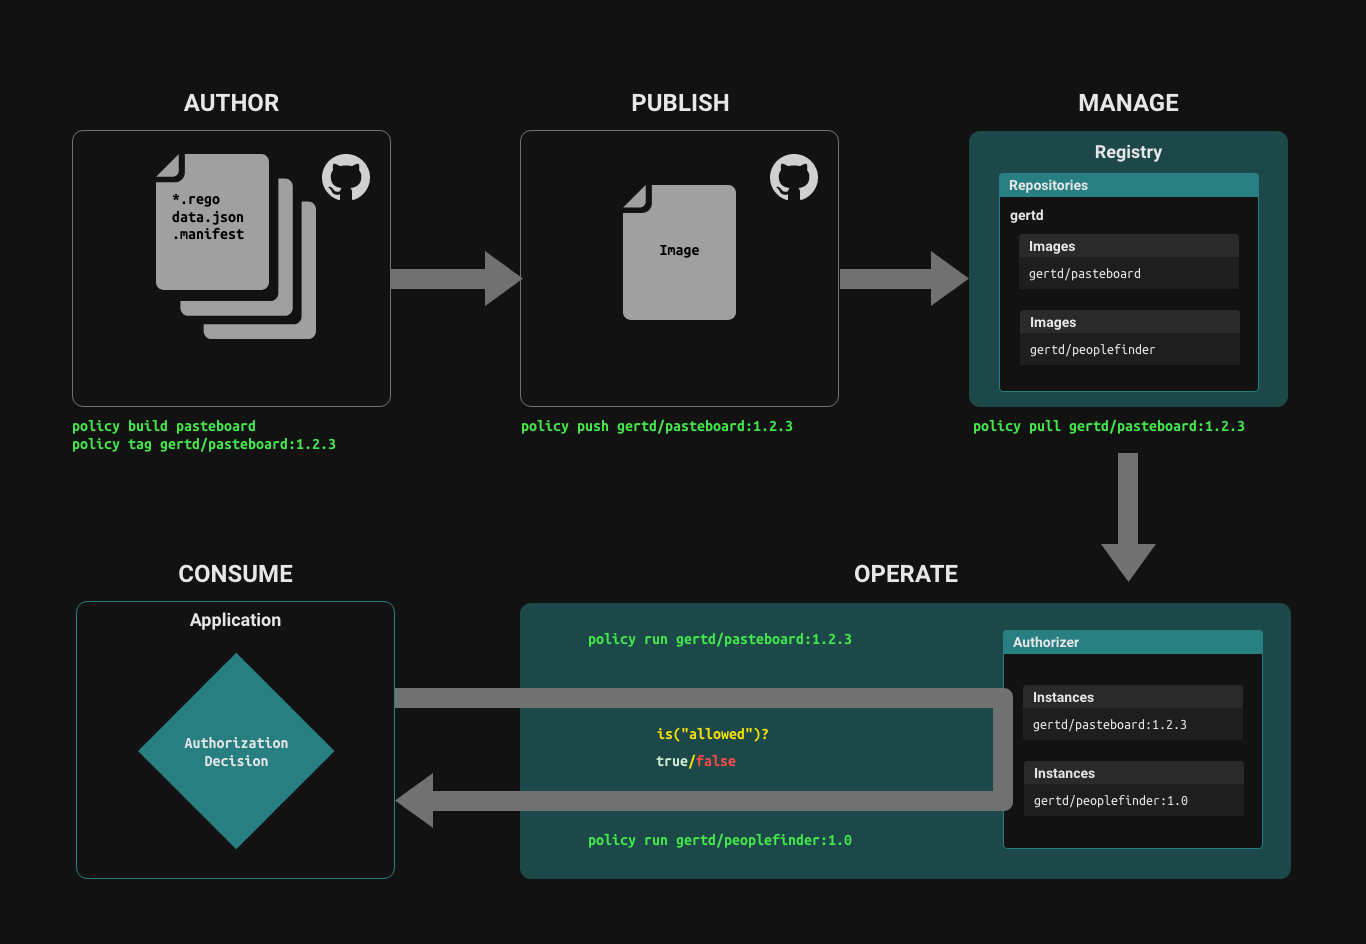 AUTHOR
*.rego
data.json
.manifest
policy build pasteboard
policy tag gertd/pasteboard:1.2.3
PUBLISH
Image
policy push gertd/pasteboard:1.2.3
MANAGE
Registry
Repositories
gertd
Images
gertd/pasteboard
Images
gertd/peoplefinder
policy pull gertd/pasteboard:1.2.3
CONSUME
Application
Authorization
Decision
OPERATE
policy run gertd/pasteboard:1.2.3
is("allowed")?
true/false
policy run gertd/peoplefinder:1.0
Authorizer
Instances
gertd/pasteboard:1.2.3
Instances
gertd/peoplefinder:1.0